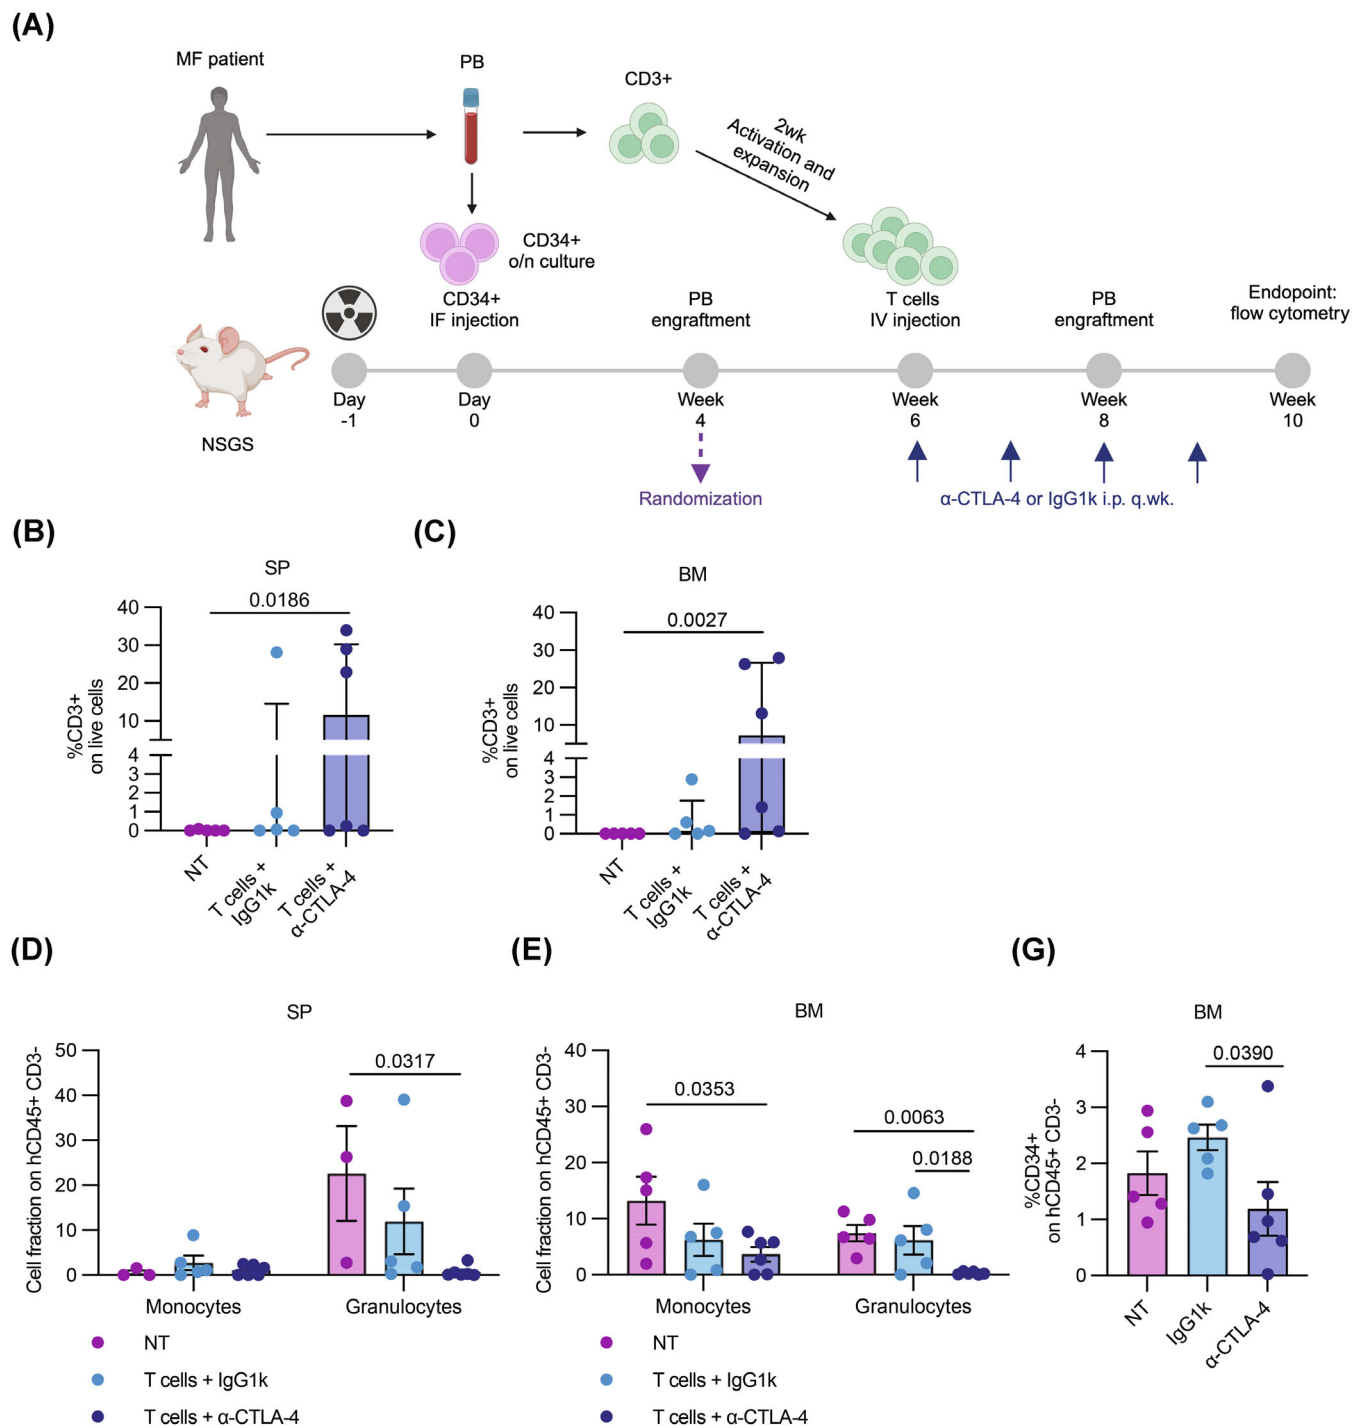 (A)
MF patient
PB
CD3+
2wk
Activation and
expansion
CD34+
o/n culture
CD34+
IF injection
PB
engraftment
T cells
IV injection
PB
engraftment
Endopoint:
flow cytometry
NSGS
Day
-1
Day
0
Week
4
Week
6
Week
8
Week
10
Randomization
α-CTLA-4 or IgG1k i.p. q.wk.
(B)
SP
0.0186
%CD3+
on live cells
40
30
20
10
4
3
2
1
0
NT
T cells +
IgG1k
T cells +
α-CTLA-4
(C)
BM
0.0027
%CD3+
on live cells
40
30
20
10
4
3
2
1
0
NT
T cells +
IgG1k
T cells +
α-CTLA-4
(D)
SP
Cell fraction on hCD45+ CD3-
50
40
30
20
10
0
0.0317
Monocytes
Granulocytes
NT
T cells + IgG1k
T cells + α-CTLA-4
(E)
BM
Cell fraction on hCD45+ CD3-
40
30
20
10
0
0.0353
0.0063
0.0188
Monocytes
Granulocytes
NT
T cells + IgG1k
T cells + α-CTLA-4
(G)
BM
%CD34+
on hCD45+ CD3-
4
3
2
1
0
0.0390
NT
IgG1k
α-CTLA-4